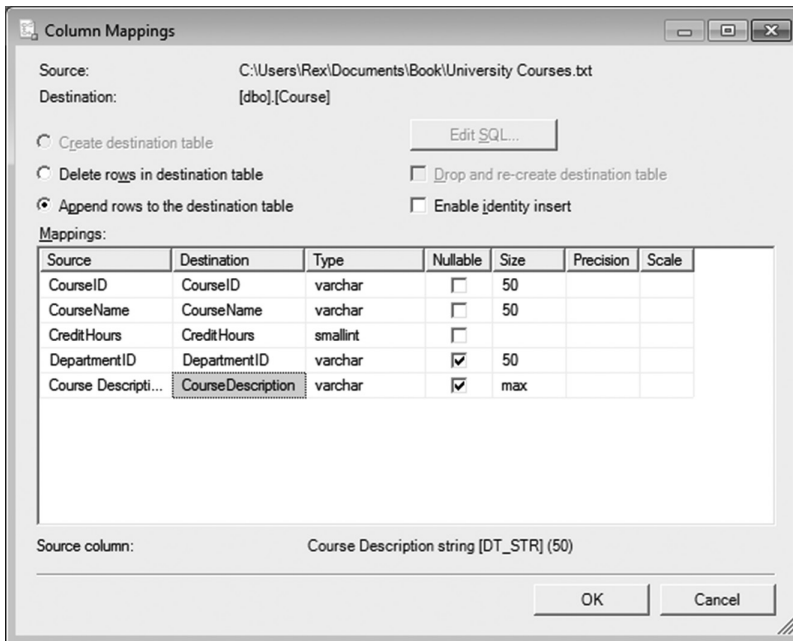 Column Mappings
Source: C:\Users\Rex\Documents\Book\University Courses.txt
Destination: [dbo].[Course]
Create destination table Edit SQL...
Delete rows in destination table Drop and re-create destination table
Append rows to the destination table Enable identity insert
Mappings:
Source Destination Type Nullable Size Precision Scale
CourseID CourseID varchar 50
CourseName CourseName varchar 50
CreditHours CreditHours smallint
DepartmentID DepartmentID varchar 50
Course Descripti... CourseDescription varchar max
Source column: Course Description string [DT_STR] (50)
OK Cancel